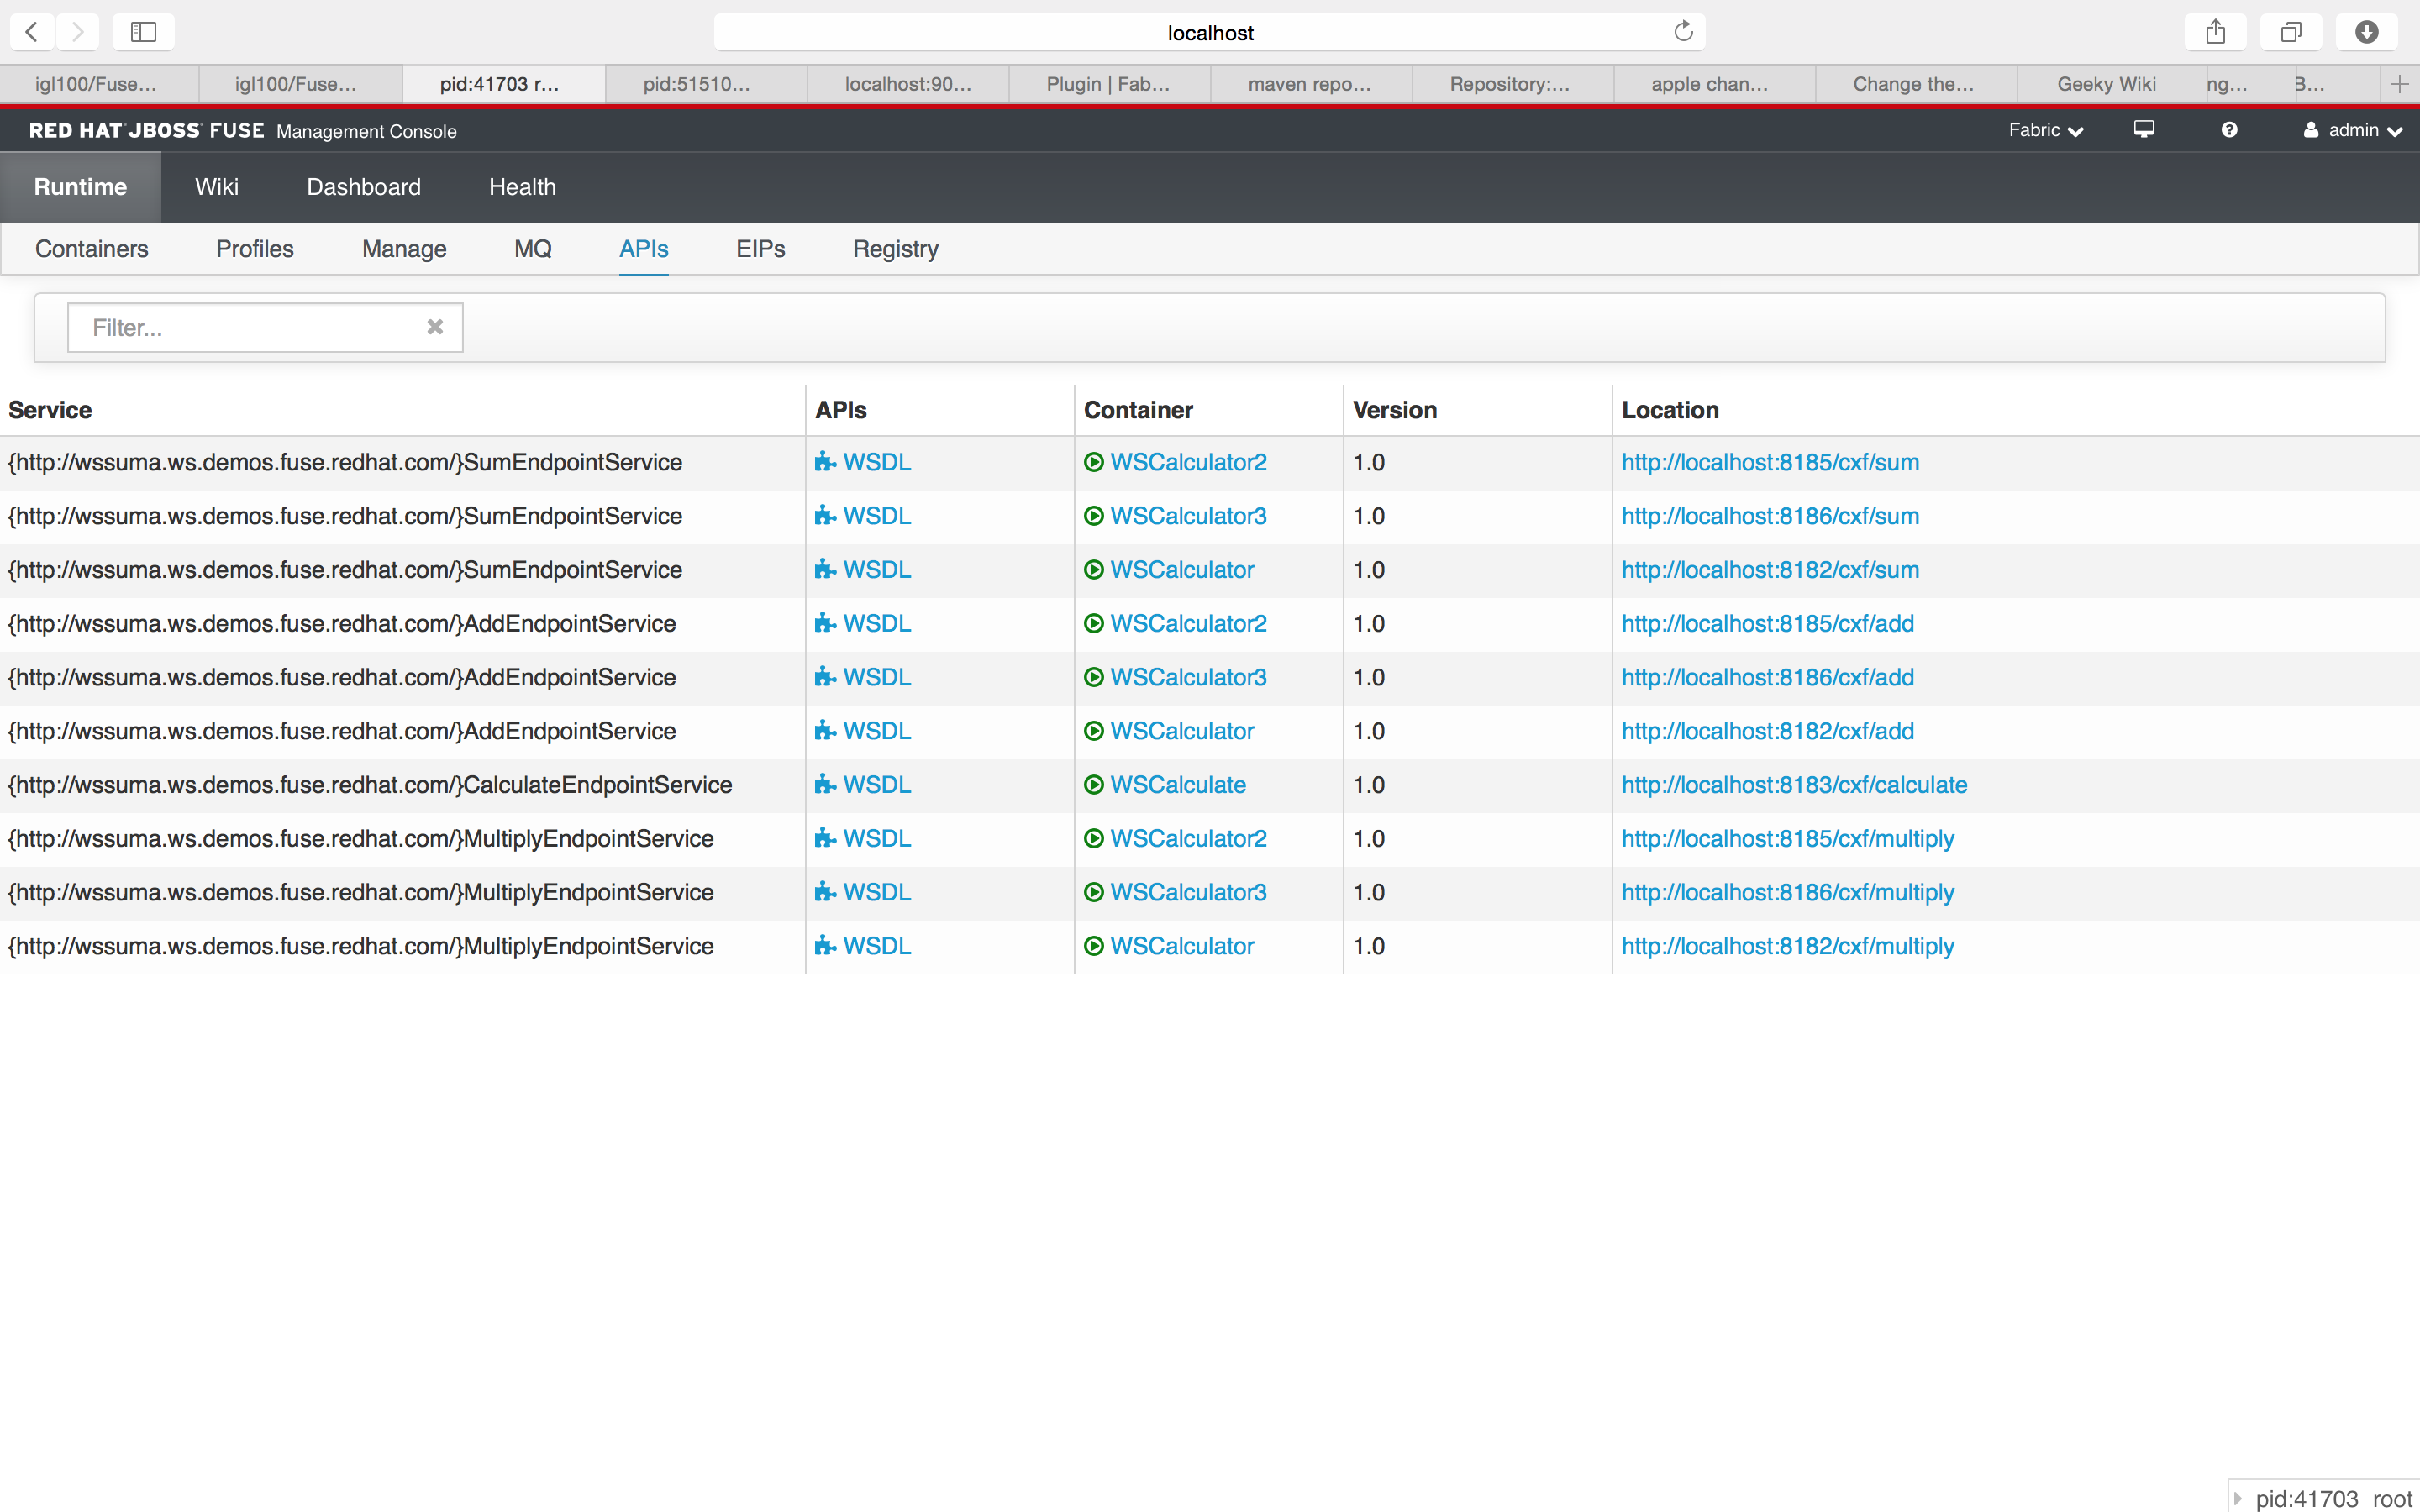 localhost
igl100/Fuse... igl100/Fuse... pid:41703 r... pid:51510... localhost:90... Plugin | Fab... maven repo... Repository:... apple chan... Change the... Geeky Wiki ng... B...
RED HAT JBOSS FUSE Management Console Fabric admin
Runtime Wiki Dashboard Health
Containers Profiles Manage MQ APIs EIPs Registry
Filter...
Service APIs Container Version Location
{http://wssuma.ws.demos.fuse.redhat.com/}SumEndpointService WSDL WSCalculator2 1.0 http://localhost:8185/cxf/sum
{http://wssuma.ws.demos.fuse.redhat.com/}SumEndpointService WSDL WSCalculator3 1.0 http://localhost:8186/cxf/sum
{http://wssuma.ws.demos.fuse.redhat.com/}SumEndpointService WSDL WSCalculator 1.0 http://localhost:8182/cxf/sum
{http://wssuma.ws.demos.fuse.redhat.com/}AddEndpointService WSDL WSCalculator2 1.0 http://localhost:8185/cxf/add
{http://wssuma.ws.demos.fuse.redhat.com/}AddEndpointService WSDL WSCalculator3 1.0 http://localhost:8186/cxf/add
{http://wssuma.ws.demos.fuse.redhat.com/}AddEndpointService WSDL WSCalculator 1.0 http://localhost:8182/cxf/add
{http://wssuma.ws.demos.fuse.redhat.com/}CalculateEndpointService WSDL WSCalculate 1.0 http://localhost:8183/cxf/calculate
{http://wssuma.ws.demos.fuse.redhat.com/}MultiplyEndpointService WSDL WSCalculator2 1.0 http://localhost:8185/cxf/multiply
{http://wssuma.ws.demos.fuse.redhat.com/}MultiplyEndpointService WSDL WSCalculator3 1.0 http://localhost:8186/cxf/multiply
{http://wssuma.ws.demos.fuse.redhat.com/}MultiplyEndpointService WSDL WSCalculator 1.0 http://localhost:8182/cxf/multiply
pid:41703 root